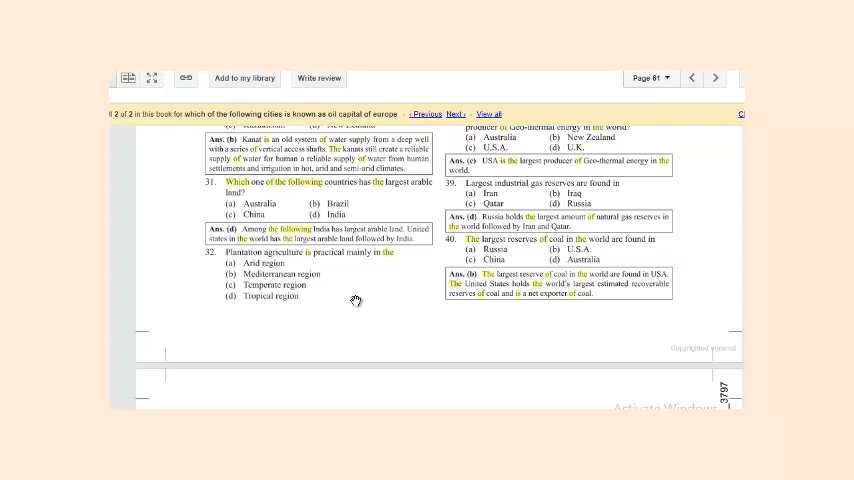 Add to my library
Write review
Page 61
lt 2 of 2 in this book for which of the following cities is known as oil capital of europe - ‹ Previous Next › - View all
Cl
Ans. (b) Kanat is an old system of water supply from a deep well
with a series of vertical access shafts. The kanats still create a reliable
supply of water for human a reliable supply of water from human
settlements and irrigation in hot, arid and semi-arid climates.
31. Which one of the following countries has the largest arable
land?
(a) Australia (b) Brazil
(c) China (d) India
Ans. (d) Among the following India has largest arable land. United
states in the world has the largest arable land followed by India.
32. Plantation agriculture is practical mainly in the
(a) Arid region
(b) Mediterranean region
(c) Temperate region
(d) Tropical region
producer of Geo-thermal energy in the world?
(a) Australia (b) New Zealand
(c) U.S.A. (d) U.K.
Ans. (c) USA is the largest producer of Geo-thermal energy in the
world.
39. Largest industrial gas reserves are found in
(a) Iran (b) Iraq
(c) Qatar (d) Russia
Ans. (d) Russia holds the largest amount of natural gas reserves in
the world followed by Iran and Qatar.
40. The largest reserves of coal in the world are found in
(a) Russia (b) U.S.A.
(c) China (d) Australia
Ans. (b) The largest reserve of coal in the world are found in USA.
The United States holds the world's largest estimated recoverable
reserves of coal and is a net exporter of coal.
Copyrighted material
3797
Activate Windows